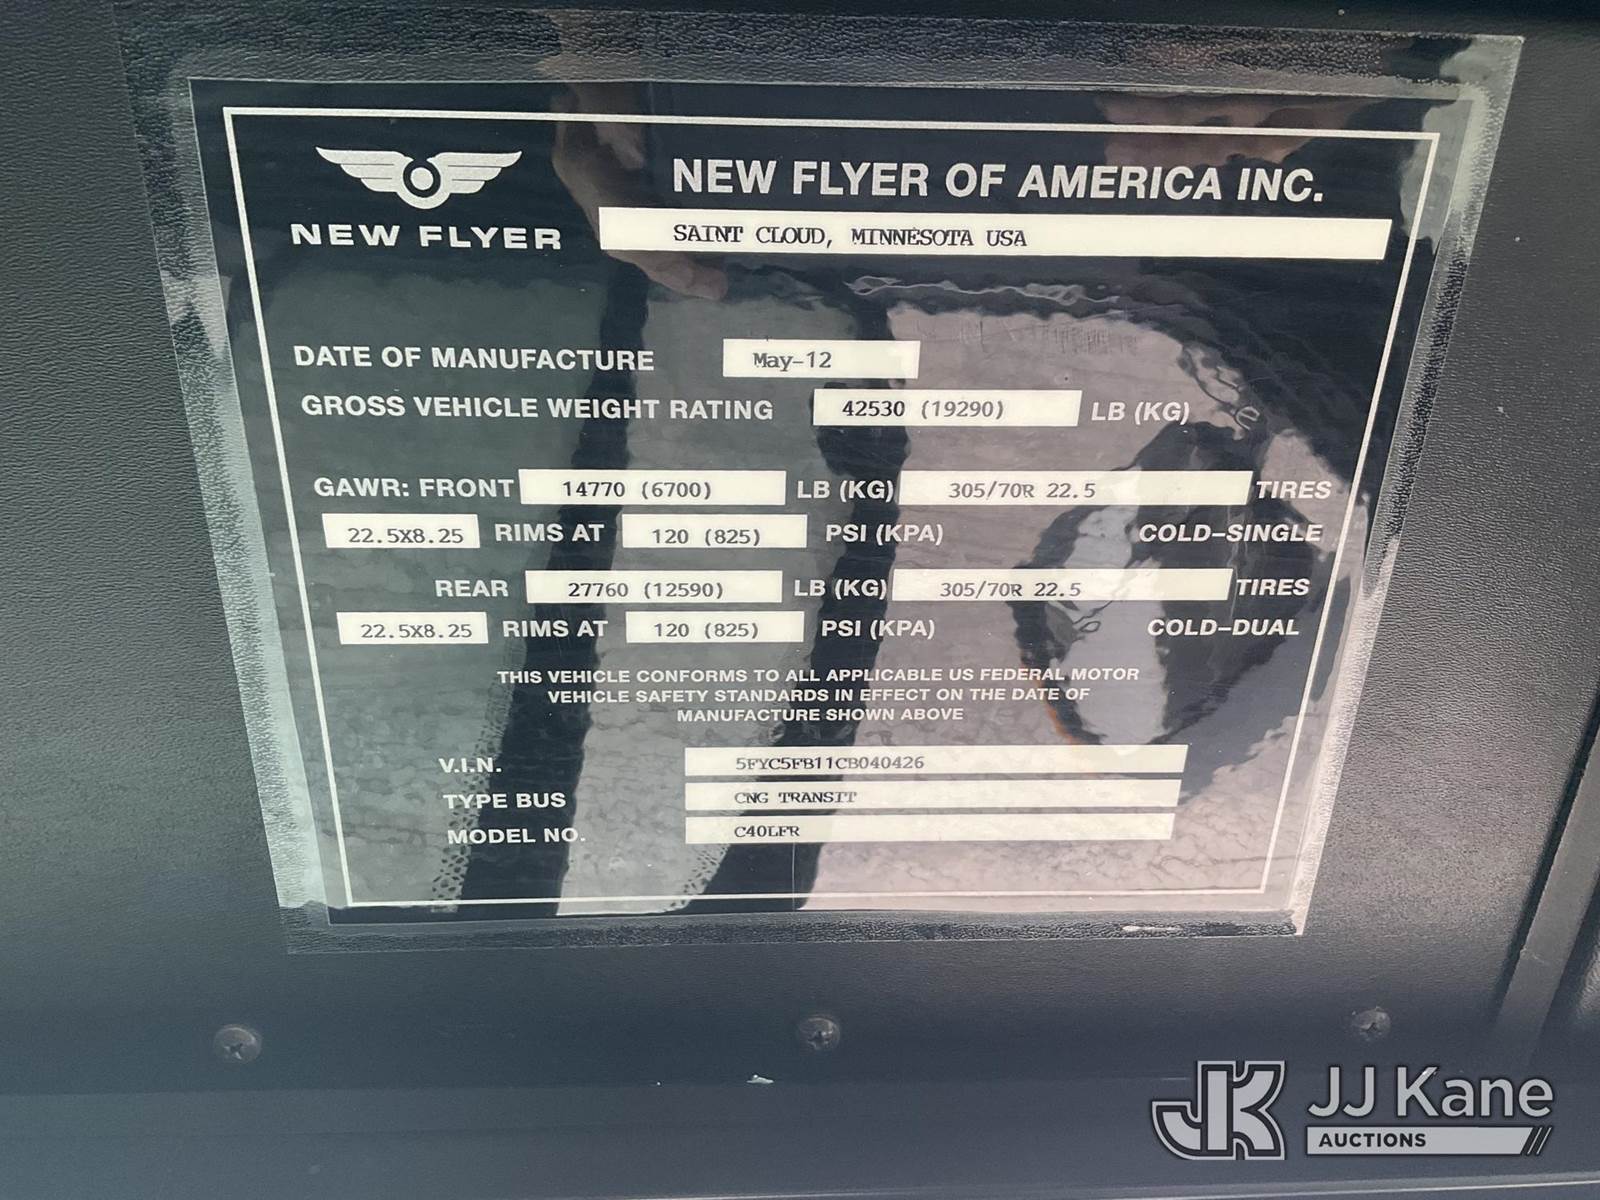 NEW FLYER
NEW FLYER OF AMERICA INC.
SAINT CLOUD, MINNESOTA USA
DATE OF MANUFACTURE May-12
GROSS VEHICLE WEIGHT RATING 42530 (19290) LB (KG)
GAWR: FRONT 14770 (6700) LB (KG) 305/70R 22.5 TIRES
22.5X8.25 RIMS AT 120 (825) PSI (KPA) COLD-SINGLE
REAR 27760 (12590) LB (KG) 305/70R 22.5 TIRES
22.5X8.25 RIMS AT 120 (825) PSI (KPA) COLD-DUAL
THIS VEHICLE CONFORMS TO ALL APPLICABLE US FEDERAL MOTOR
VEHICLE SAFETY STANDARDS IN EFFECT ON THE DATE OF
MANUFACTURE SHOWN ABOVE
V.I.N. 5FYC5FB11CB040426
TYPE BUS CNG TRANSIT
MODEL NO. C40LFR
JK JJ Kane
AUCTIONS